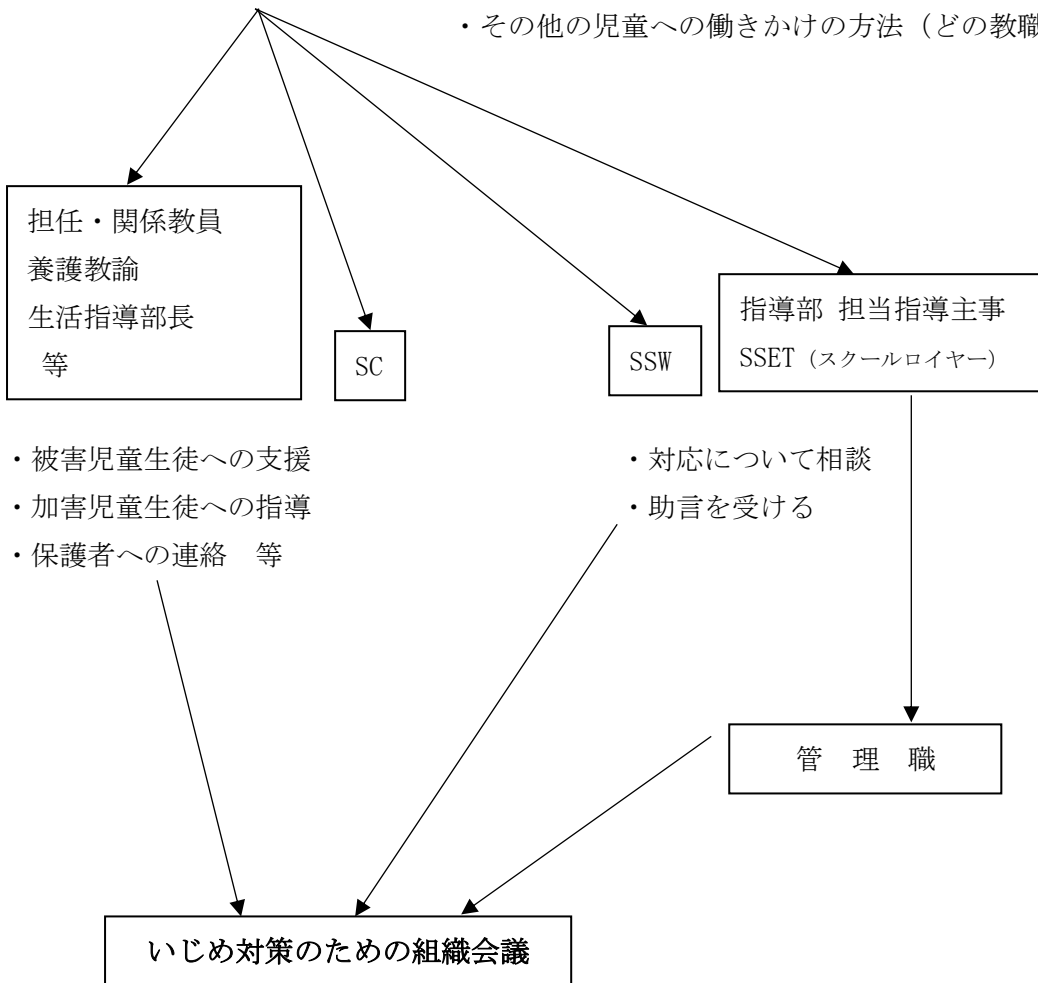 ・その他の児童への働きかけの方法（どの教職
担任・関係教員
養護教諭
生活指導部長
等
SC
SSW
指導部 担当指導主事
SSET（スクールロイヤー）
・被害児童生徒への支援
・加害児童生徒への指導
・保護者への連絡　等
・対応について相談
・助言を受ける
管　理　職
いじめ対策のための組織会議